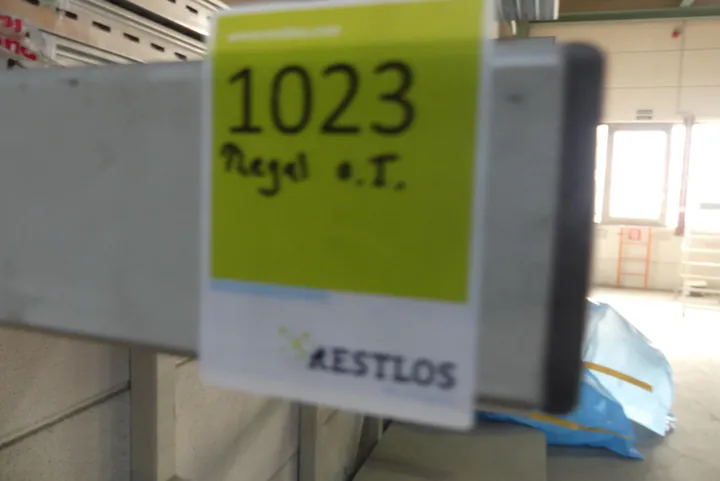 1023
Regal o.I.
RESTLOS